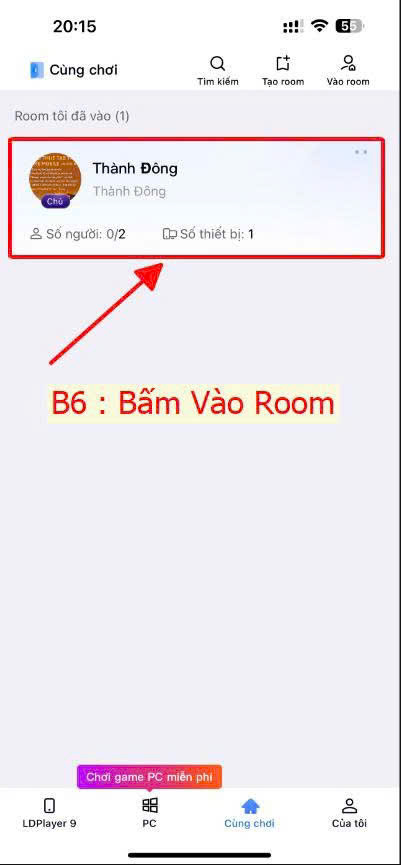 20:15
55
Cùng chơi
Tìm kiếm
Tạo room
Vào room
Room tôi đã vào (1)
Thành Đông
Thành Đông
Chủ
Số người: 0/2
Số thiết bị: 1
B6 : Bấm Vào Room
Chơi game PC miễn phí
LDPlayer 9
PC
Cùng chơi
Của tôi